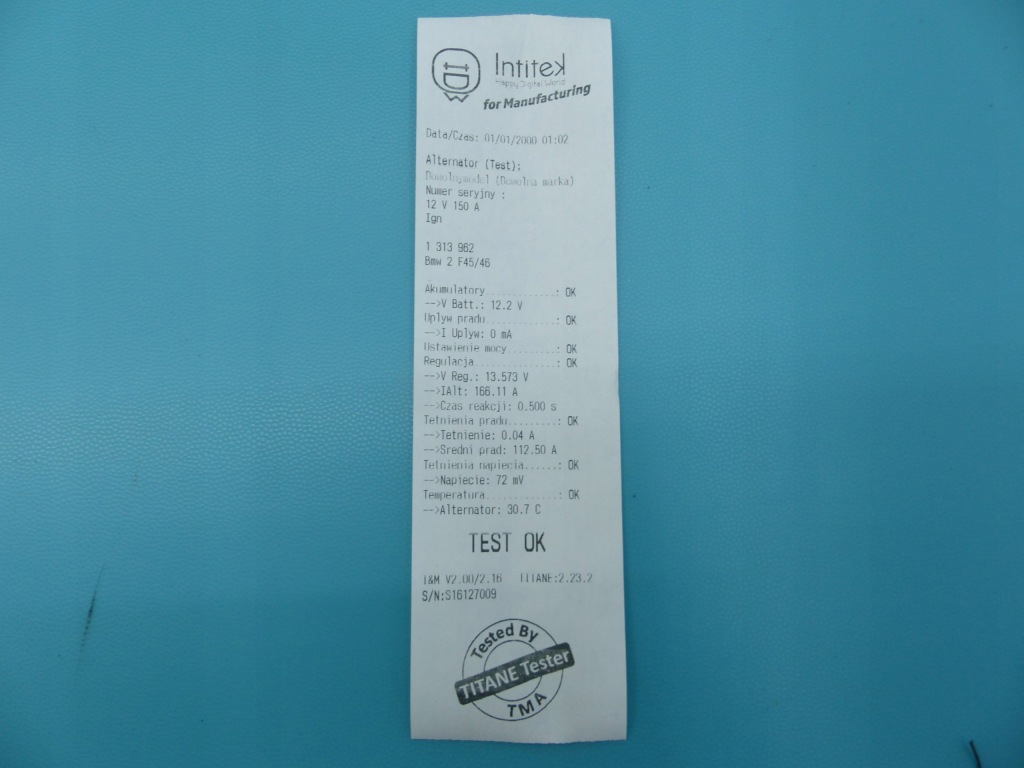 Intitek
Happy Digital World
for Manufacturing
Data/Czas: 01/01/2000 01:02
Alternator (Test):
Dowolnymodel (Dowolna marka)
Numer seryjny :
12 V 150 A
Ign
1 313 962
Bmw 2 F45/46
Akumulatory............: OK
-->V Batt.: 12.2 V
Uplyw pradu............: OK
-->I Uplyw: 0 mA
Ustawienie mocy........: OK
Regulacja..............: OK
-->V Reg.: 13.573 V
-->IAlt: 166.11 A
-->Czas reakcji: 0.500 s
Tetnienia pradu.........: OK
-->Tetnienie: 0.04 A
-->Sredni prad: 112.50 A
Tetnienia napiecia......: OK
-->Napiecie: 72 mV
Temperatura............: OK
-->Alternator: 30.7 C
TEST OK
I&M V2.00/2.16 TITANE:2.23.2
S/N:S16127009
Tested By
TITANE Tester
TMA